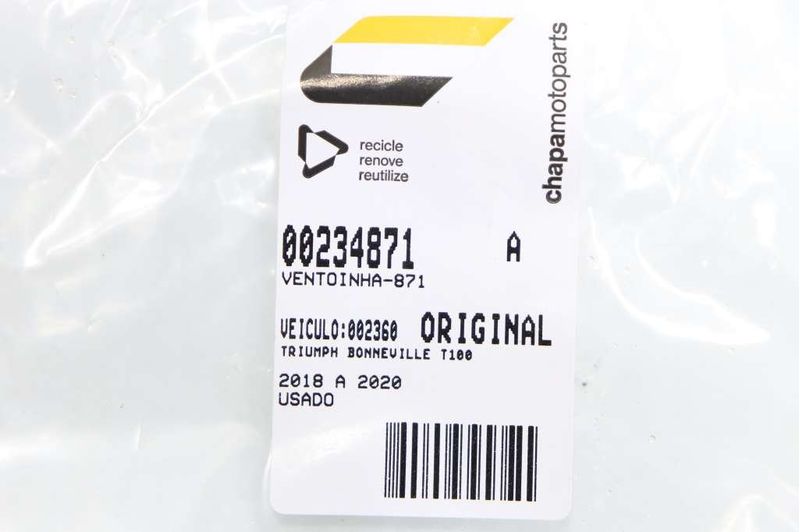 chapamotoparts
recicle
renove
reutilize
00234871 A
VENTOINHA-871
VEICULO:002360 ORIGINAL
TRIUMPH BONNEVILLE T100
2018 A 2020
USADO